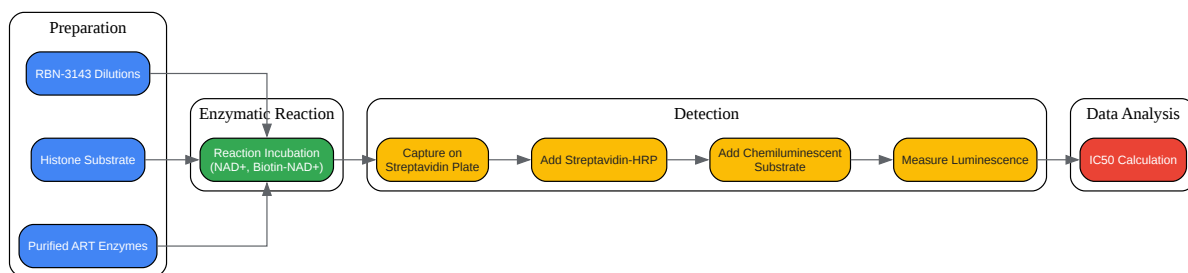 Preparation
RBN-3143 Dilutions
Histone Substrate
Purified ART Enzymes
Enzymatic Reaction
Reaction Incubation
(NAD+, Biotin-NAD+)
Detection
Capture on
Streptavidin Plate
Add Streptavidin-HRP
Add Chemiluminescent
Substrate
Measure Luminescence
Data Analysis
IC50 Calculation